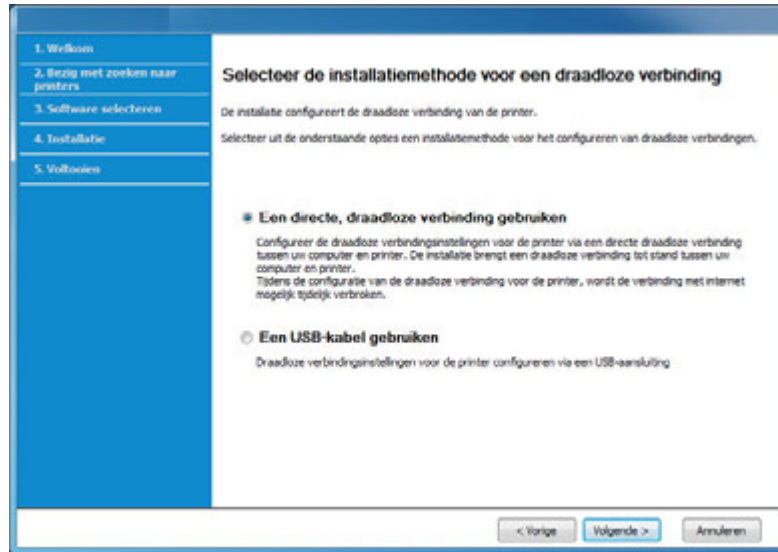 1. Welkom
2. Bezig met zoeken naar
printers
3. Software selecteren
4. Installatie
5. Voltooien
Selecteer de installatiemethode voor een draadloze verbinding
De installatie configureert de draadloze verbinding van de printer.
Selecteer uit de onderstaande opties een installatiemethode voor het configureren van draadloze verbindingen.
Een directe, draadloze verbinding gebruiken
Configureer de draadloze verbindingsinstellingen voor de printer via een directe draadloze verbinding
tussen uw computer en printer. De installatie brengt een draadloze verbinding tot stand tussen uw
computer en printer.
Tijdens de configuratie van de draadloze verbinding voor de printer, wordt de verbinding met internet
mogelijk tijdelijk verbroken.
Een USB-kabel gebruiken
Draadloze verbindingsinstellingen voor de printer configureren via een USB-aansluiting
< Vorige
Volgende >
Annuleren